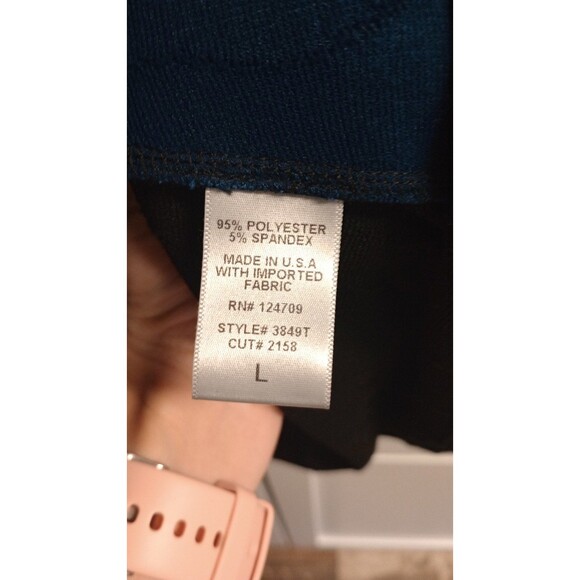 95% POLYESTER
5% SPANDEX
MADE IN U.S.A
WITH IMPORTED
FABRIC
RN# 124709
STYLE# 3849T
CUT# 2158
L